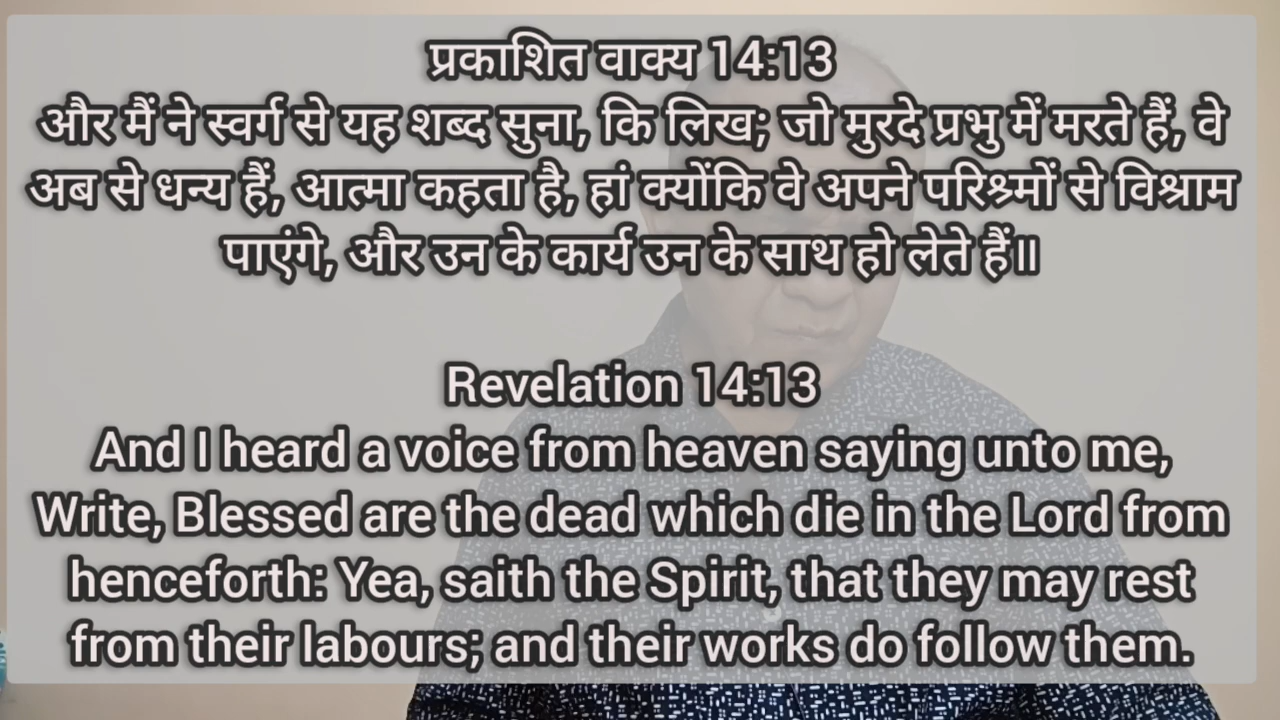 प्रकाशित वाक्य 14:13
और मैं ने स्वर्ग से यह शब्द सुना, कि लिख; जो मुरदे प्रभु में मरते हैं, वे
अब से धन्य हैं, आत्मा कहता है, हां क्योंकि वे अपने परिश्र्मों से विश्राम
पाएंगे, और उन के कार्य उन के साथ हो लेते हैं॥
Revelation 14:13
And I heard a voice from heaven saying unto me,
Write, Blessed are the dead which die in the Lord from
henceforth: Yea, saith the Spirit, that they may rest
from their labours; and their works do follow them.